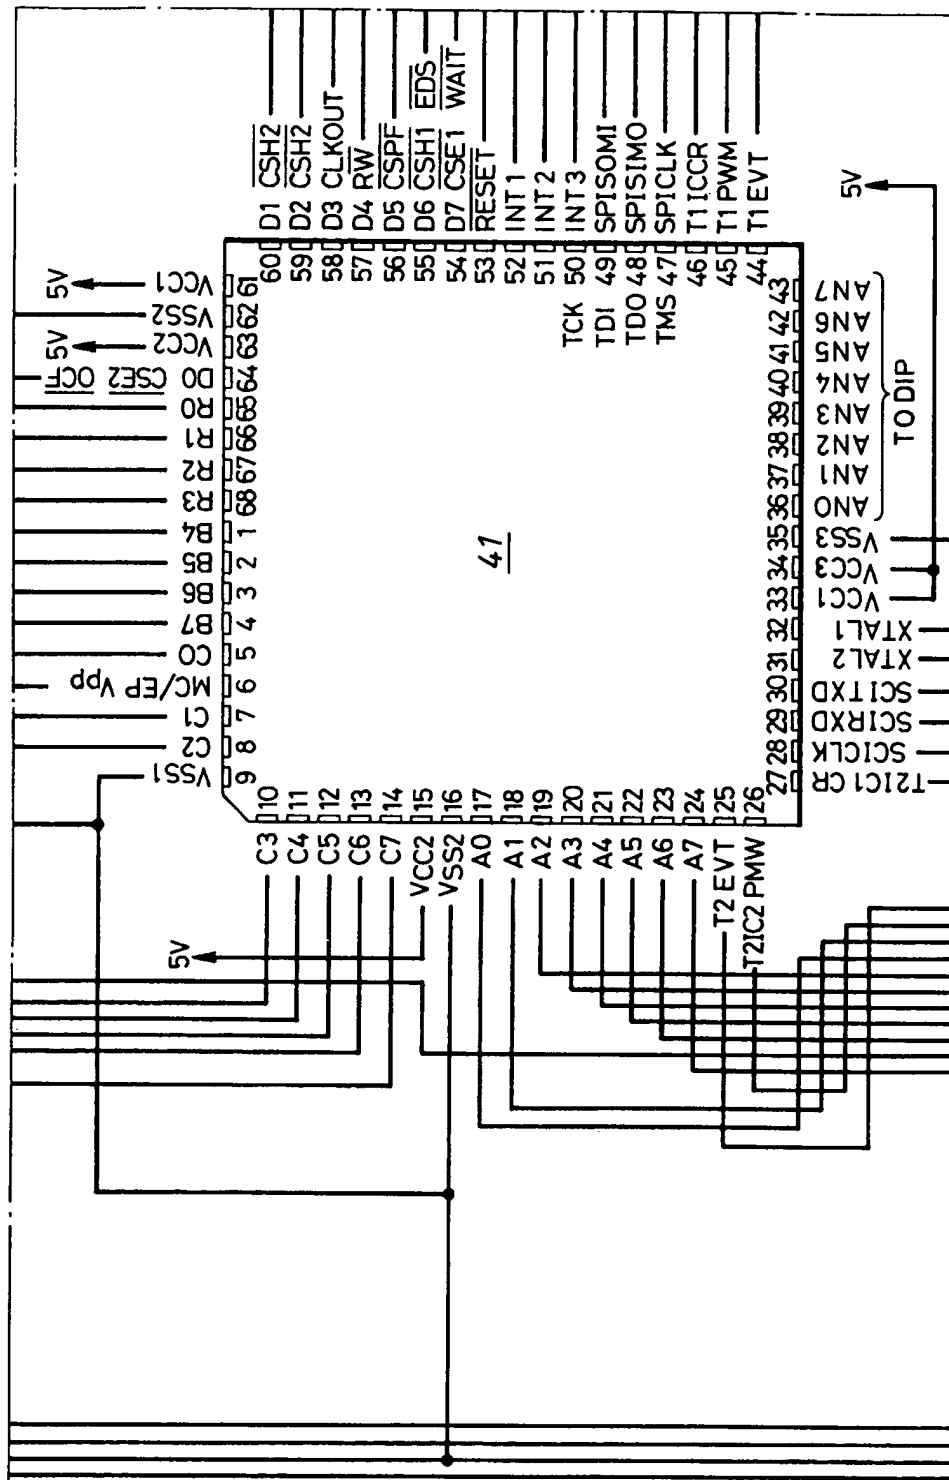 60 D1 CSH2
59 D2 CSH2
58 D3 CLKOUT
57 D4 RW
56 D5 CSPF
55 D6 CSH1 EDS
54 D7 CSE1 WAIT
53 RESET
52 INT1
51 INT2
TCK 50 INT3
TDI 49 SPISOMI
TDO 48 SPISIMO
TMS 47 SPICLK
46 T1ICCR
45 T1PWM
44 T1EVT
5V
5V VCC1 61
VSS2 62
5V VCC2 63
D0 CSE2 OCF 64
R0 65
R1 66
R2 67
R3 68
B4 1
B5 2
B6 3
B7 4
C0 5
MC/EP Vpp 6
C1 7
C2 8
VSS1 9
41
43 AN7
42 AN6
41 AN5
40 AN4
39 AN3
38 AN2
37 AN1
36 AN0
TO DIP
35 VSS3
34 VCC3
33 VCC1
32 XTAL1
31 XTAL2
30 SCITXD
29 SCIRXD
28 SCICLK
27 T2IC1CR
C3 10
C4 11
C5 12
C6 13
C7 14
VCC2 15
VSS2 16
A0 17
A1 18
A2 19
A3 20
A4 21
A5 22
A6 23
A7 24
T2 EVT 25
T2IC2 PMW 26
5V